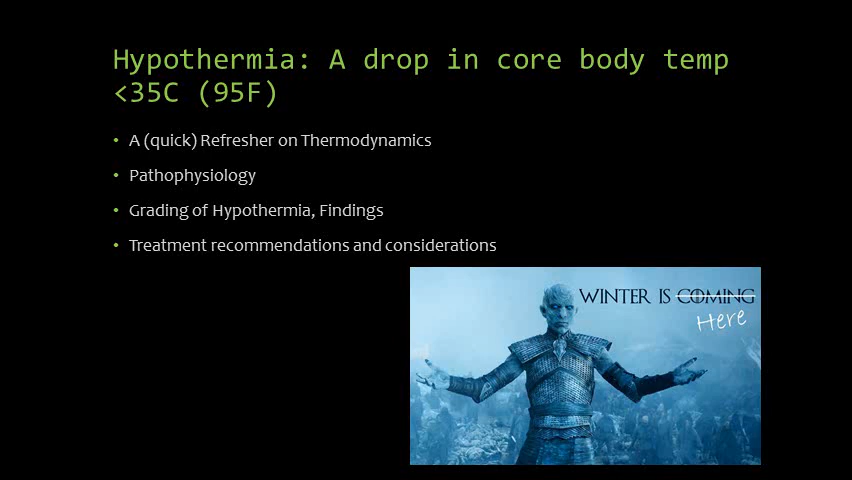 Hypothermia: A drop in core body temp
<35C (95F)
• A (quick) Refresher on Thermodynamics
• Pathophysiology
• Grading of Hypothermia, Findings
• Treatment recommendations and considerations
WINTER IS COMING
Here